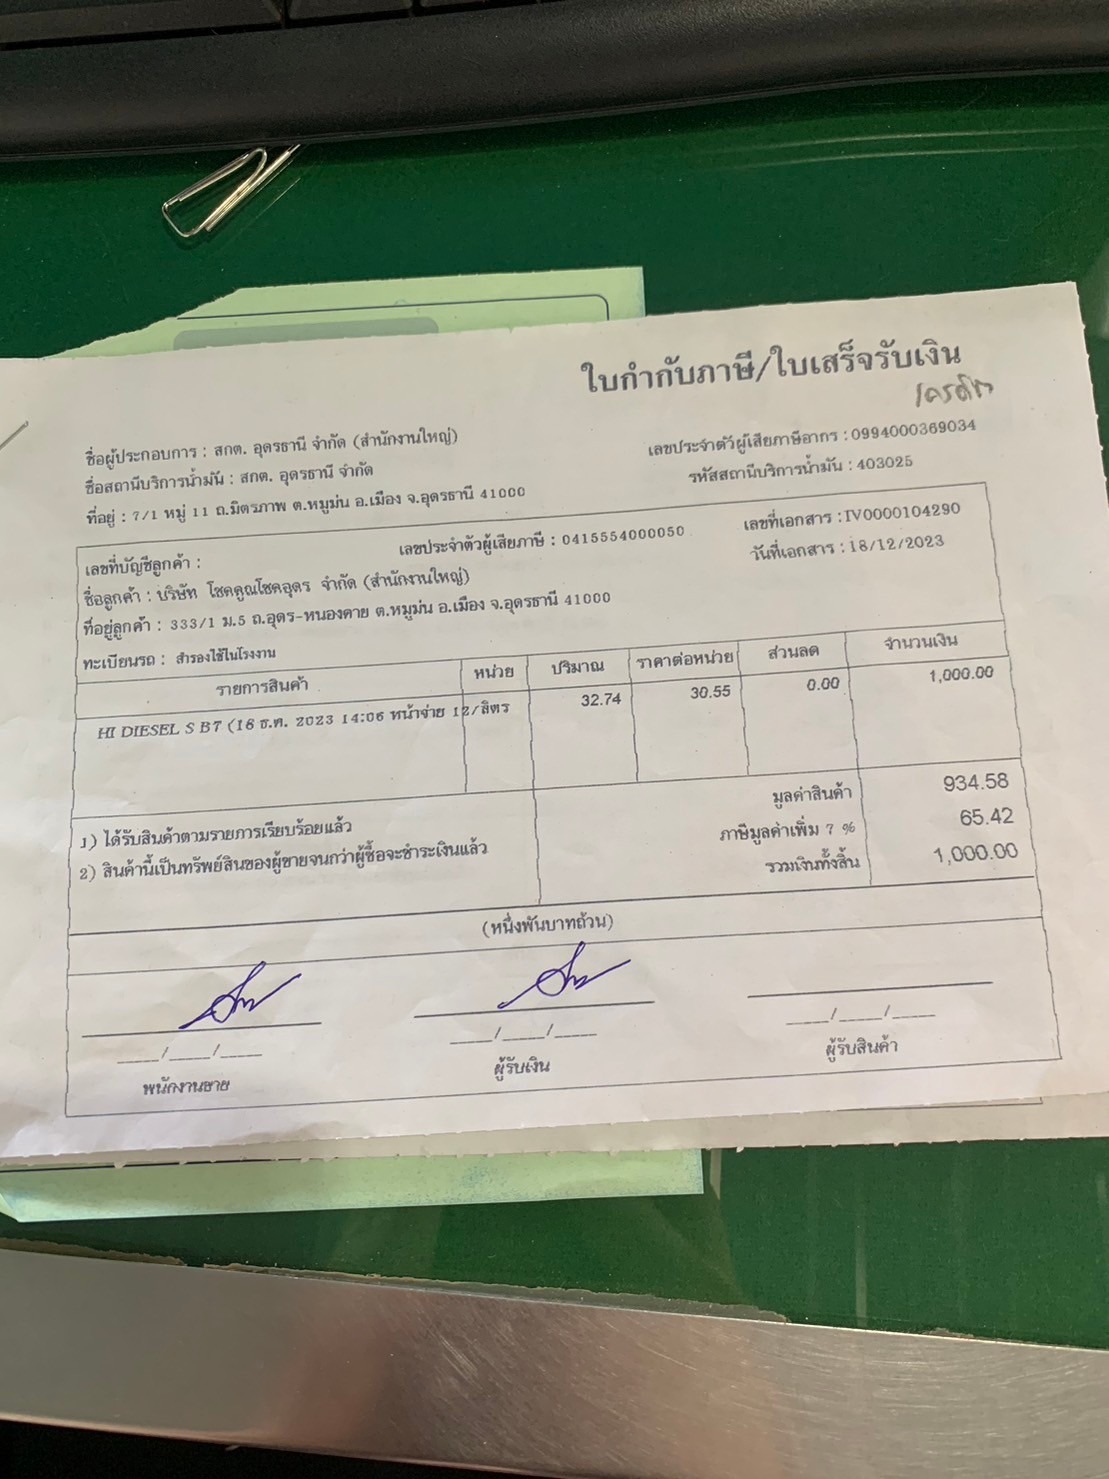 ใบกำกับภาษี/ใบเสร็จรับเงิน
เครดิต
ชื่อผู้ประกอบการ : สกต. อุดรธานี จำกัด (สำนักงานใหญ่)
เลขประจำตัวผู้เสียภาษีอากร : 0994000369034
ชื่อสถานีบริการน้ำมัน : สกต. อุดรธานี จำกัด
รหัสสถานีบริการน้ำมัน : 403025
ที่อยู่ : 7/1 หมู่ 11 ถ.มิตรภาพ ต.หมูม่น อ.เมือง จ.อุดรธานี 41000
เลขที่บัญชีลูกค้า :
เลขประจำตัวผู้เสียภาษี : 0415554000050
เลขที่เอกสาร : IV0000104290
ชื่อลูกค้า : บริษัท โชคคูณโชคอุดร จำกัด (สำนักงานใหญ่)
วันที่เอกสาร : 18/12/2023
ที่อยู่ลูกค้า : 333/1 ม.5 ถ.อุดร-หนองคาย ต.หมูม่น อ.เมือง จ.อุดรธานี 41000
ทะเบียนรถ : สำรองใช้ในโรงงาน
รายการสินค้า หน่วย ปริมาณ ราคาต่อหน่วย ส่วนลด จำนวนเงิน
HI DIESEL S B7 (16 ธ.ค. 2023 14:06 หน้าจ่าย 12/ลิตร 32.74 30.55 0.00 1,000.00
มูลค่าสินค้า 934.58
1) ได้รับสินค้าตามรายการเรียบร้อยแล้ว
ภาษีมูลค่าเพิ่ม 7 % 65.42
2) สินค้านี้เป็นทรัพย์สินของผู้ขายจนกว่าผู้ซื้อจะชำระเงินแล้ว
รวมเงินทั้งสิ้น 1,000.00
(หนึ่งพันบาทถ้วน)
____/____/____ ____/____/____ ____/____/____
พนักงานขาย ผู้รับเงิน ผู้รับสินค้า